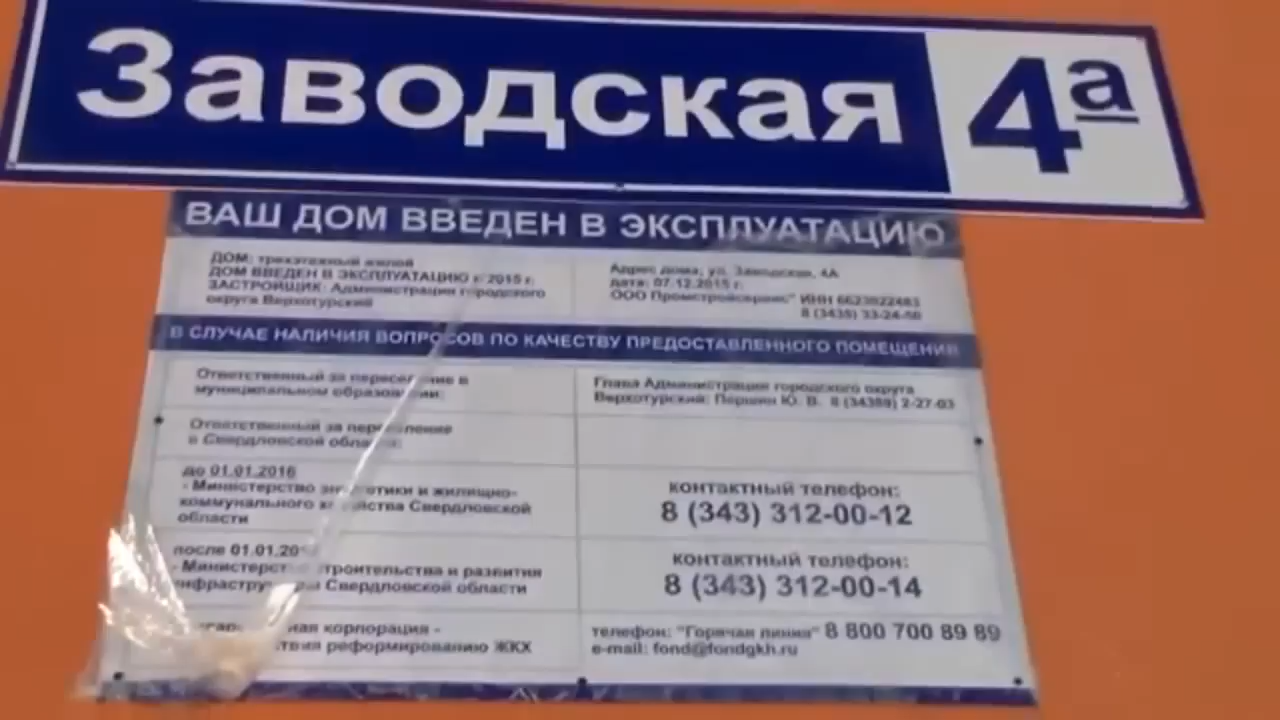 Заводская 4а
ВАШ ДОМ ВВЕДЕН В ЭКСПЛУАТАЦИЮ
ДОМ: трехэтажный жилой
ДОМ ВВЕДЕН В ЭКСПЛУАТАЦИЮ в 2015 г.
ЗАСТРОЙЩИК: Администрация городского
округа Верхотурский
Адрес дома: ул. Заводская, 4А
дата: 07.12.2015 г.
ООО Промстройсервис" ИНН 6623022483
8 (3435) 33-24-
В СЛУЧАЕ НАЛИЧИЯ ВОПРОСОВ ПО КАЧЕСТВУ ПРЕДОСТАВЛЕННОГО ПОМЕЩЕНИЯ
Ответственный за переселение в
муниципальном образовании:
Глава Администрации городского округа
Верхотурский: Першин Ю. В. 8 (34389) 2-27-03
Ответственный за переселение
в Свердловской области:
до 01.01.2016
- Министерство энергетики и жилищно-
коммунального хозяйства Свердловской
области
контактный телефон:
8 (343) 312-00-12
после 01.01.201
- Министерство строительства и развития
инфраструктуры Свердловской области
контактный телефон:
8 (343) 312-00-14
корпорация -
реформированию ЖКХ
телефон: "Горячая линия" 8 800 700 89 89
e-mail: fond@fondgkh.ru